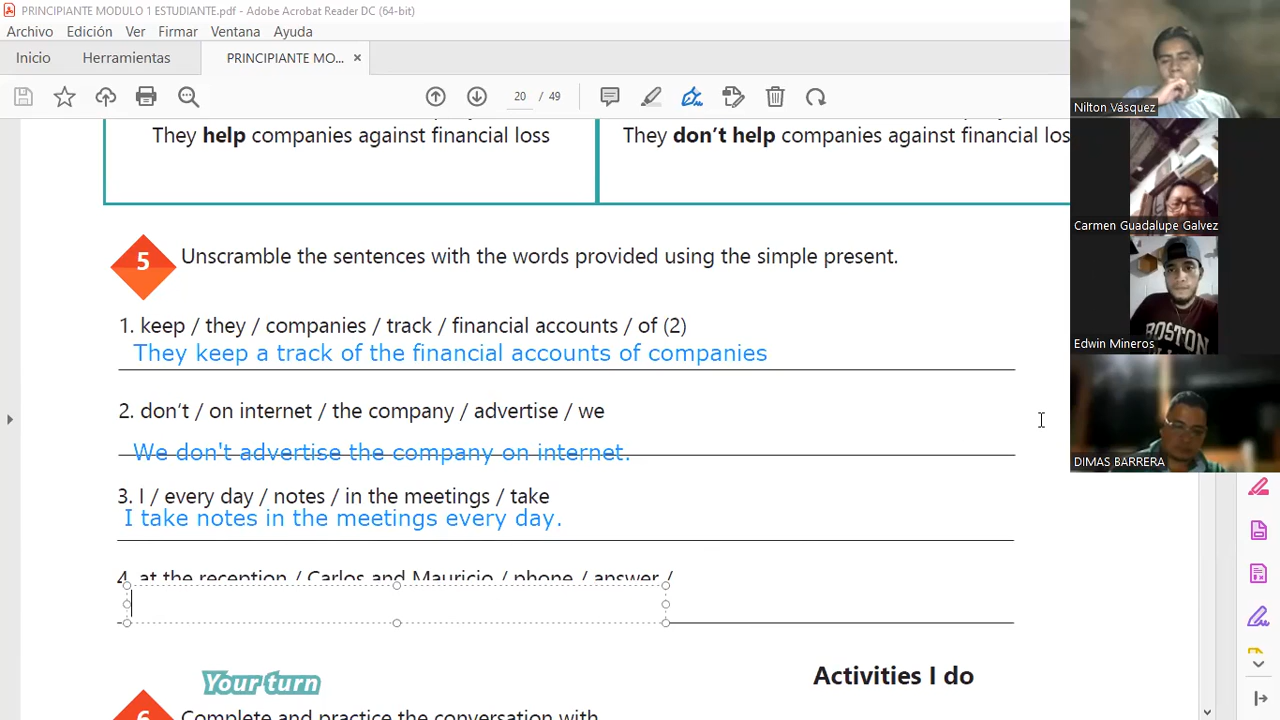 PRINCIPIANTE MODULO 1 ESTUDIANTE.pdf - Adobe Acrobat Reader DC (64-bit)
Archivo Edición Ver Firmar Ventana Ayuda
Inicio Herramientas PRINCIPIANTE MO... ×
20 / 49
They help companies against financial loss
They don't help companies against financial los
5 Unscramble the sentences with the words provided using the simple present.
1. keep / they / companies / track / financial accounts / of (2)
They keep a track of the financial accounts of companies
2. don't / on internet / the company / advertise / we
We don't advertise the company on internet.
3. I / every day / notes / in the meetings / take
I take notes in the meetings every day.
4. at the reception / Carlos and Mauricio / phone / answer /
Your turn
Activities I do
6 Complete and practice the conversation with
Nilton Vásquez
Carmen Guadalupe Galvez
Edwin Mineros
BOSTON
DIMAS BARRERA